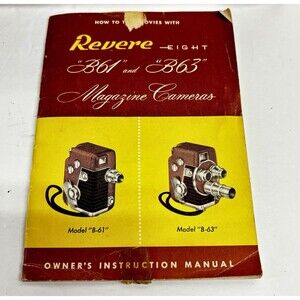 HOW TO MOVIES WITH
Revere EIGHT
"B61" and "B63"
Magazine Cameras
Model "B-61"
Model "B-63"
OWNER'S INSTRUCTION MANUAL